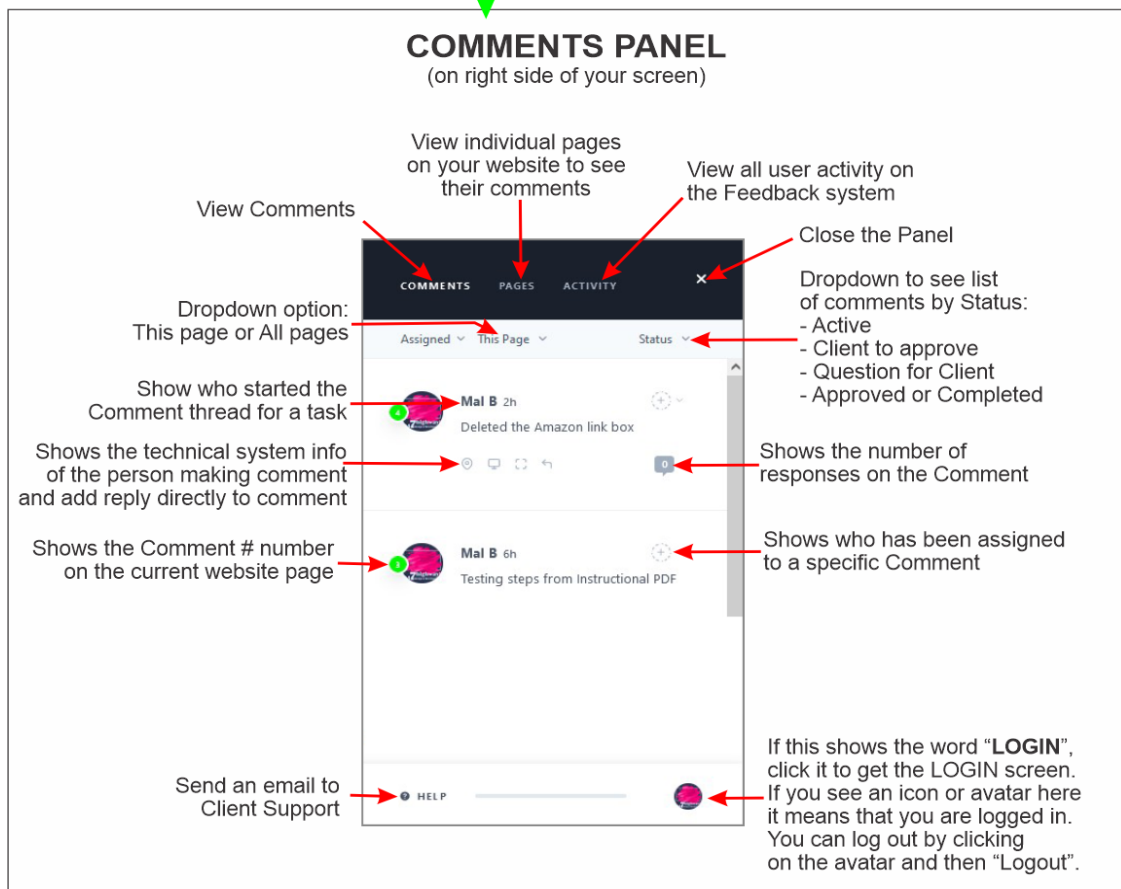 COMMENTS PANEL
(on right side of your screen)
View individual pages
on your website to see
their comments
View all user activity on
the Feedback system
View Comments
Close the Panel
COMMENTS PAGES ACTIVITY ×
Dropdown option:
This page or All pages
Dropdown to see list
of comments by Status:
- Active
- Client to approve
- Question for Client
- Approved or Completed
Assigned This Page Status
Show who started the
Comment thread for a task
4
Mal B 2h
Deleted the Amazon link box
Shows the technical system info
of the person making comment
and add reply directly to comment
0
Shows the number of
responses on the Comment
Shows the Comment # number
on the current website page
Mal B 6h
Testing steps from Instructional PDF
Shows who has been assigned
to a specific Comment
Send an email to
Client Support
? HELP
If this shows the word “LOGIN”,
click it to get the LOGIN screen.
If you see an icon or avatar here
it means that you are logged in.
You can log out by clicking
on the avatar and then “Logout”.